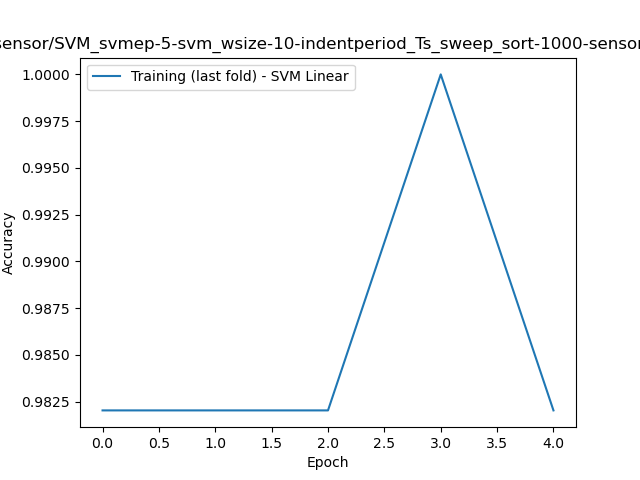 sensor/SVM_svmep-5-svm_wsize-10-indentperiod_Ts_sweep_sort-1000-sensor
Training (last fold) - SVM Linear
1.0000
0.9975
0.9950
0.9925
0.9900
0.9875
0.9850
0.9825
Accuracy
0.0 0.5 1.0 1.5 2.0 2.5 3.0 3.5 4.0
Epoch